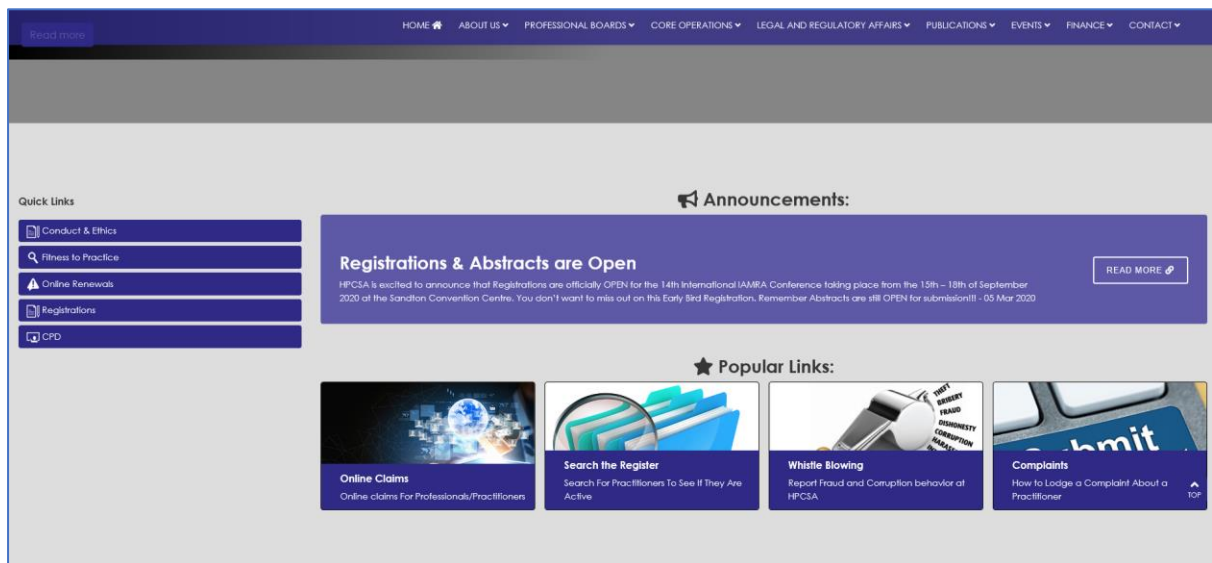 Read more
HOME ABOUT US PROFESSIONAL BOARDS CORE OPERATIONS LEGAL AND REGULATORY AFFAIRS PUBLICATIONS EVENTS FINANCE CONTACT
Quick Links
Conduct & Ethics
Fitness to Practice
Online Renewals
Registrations
CPD
Announcements:
Registrations & Abstracts are Open
HPCSA is excited to announce that Registrations are officially OPEN for the 14th International IAMRA Conference taking place from the 15th – 18th of September
2020 at the Sandton Convention Centre. You don't want to miss out on this Early Bird Registration. Remember Abstracts are still OPEN for submission!!! - 05 Mar 2020
READ MORE
Popular Links:
Online Claims
Online claims For Professionals/Practitioners
Search the Register
Search For Practitioners To See If They Are
Active
THEFT
BRIBERY
FRAUD
DISHONESTY
CORRUPTION
Whistle Blowing
Report Fraud and Corruption behavior at
HPCSA
Submit
Complaints
How to Lodge a Complaint About a
Practitioner
TOP